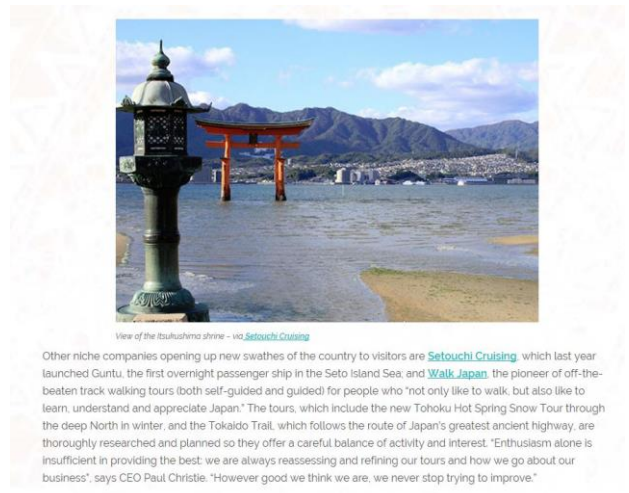 View of the Itsukushima shrine – via Setouchi Cruising
Other niche companies opening up new swathes of the country to visitors are Setouchi Cruising, which last year
launched Guntu, the first overnight passenger ship in the Seto Island Sea; and Walk Japan, the pioneer of off-the-
beaten track walking tours (both self-guided and guided) for people who “not only like to walk, but also like to
learn, understand and appreciate Japan.” The tours, which include the new Tohoku Hot Spring Snow Tour through
the deep North in winter, and the Tokaido Trail, which follows the route of Japan’s greatest ancient highway, are
thoroughly researched and planned so they offer a careful balance of activity and interest. “Enthusiasm alone is
insufficient in providing the best: we are always reassessing and refining our tours and how we go about our
business”, says CEO Paul Christie. “However good we think we are, we never stop trying to improve.”